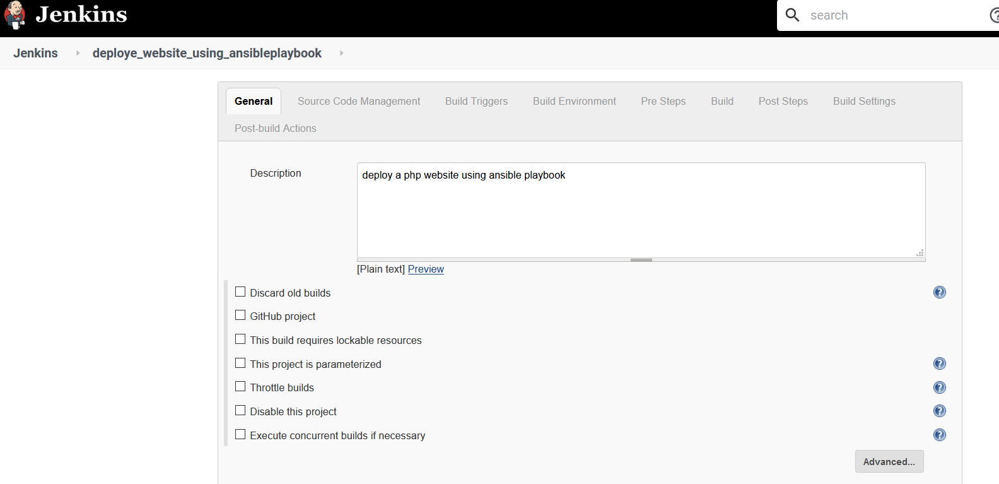 Jenkins
search
Jenkins deploye_website_using_ansibleplaybook
General Source Code Management Build Triggers Build Environment Pre Steps Build Post Steps Build Settings
Post-build Actions
Description
deploy a php website using ansible playbook
[Plain text] Preview
Discard old builds
GitHub project
This build requires lockable resources
This project is parameterized
Throttle builds
Disable this project
Execute concurrent builds if necessary
Advanced...